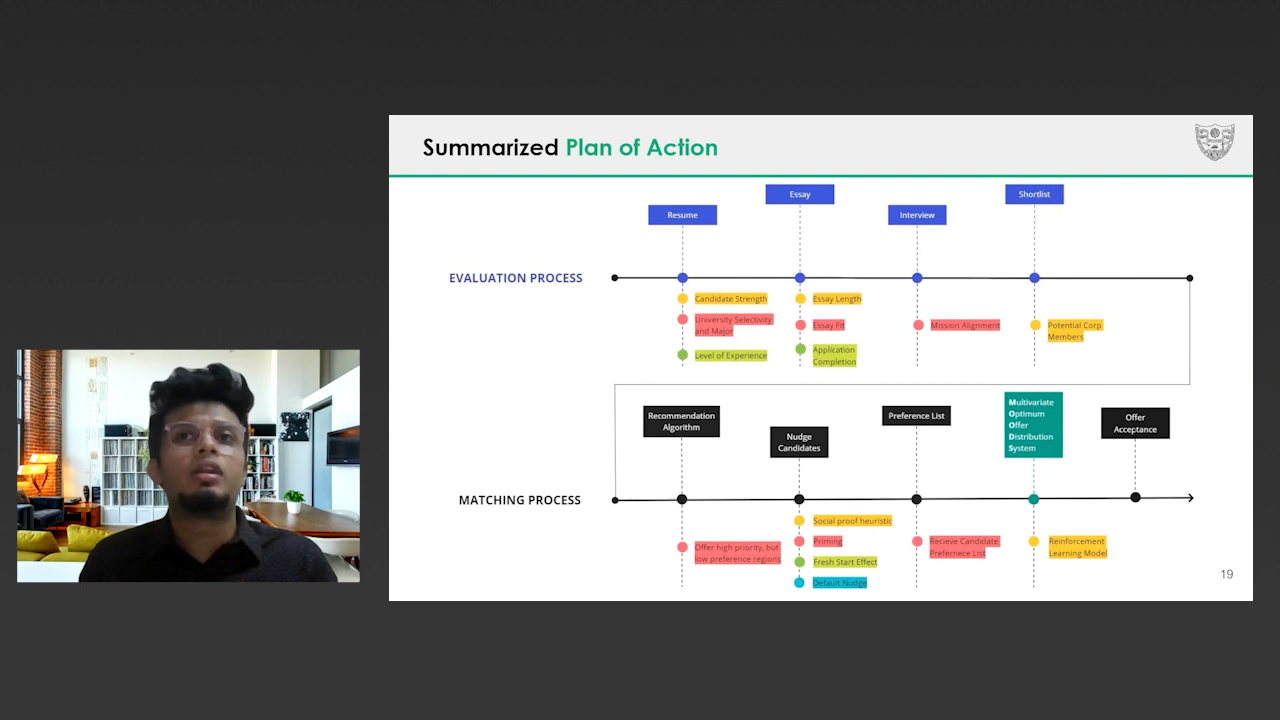 Summarized Plan of Action
Essay
Shortlist
Resume
Interview
EVALUATION PROCESS
Candidate Strength
University Selectivity
and Major
Level of Experience
Essay Length
Essay Fit
Application
Completion
Mission Alignment
Potential Corp
Members
Recommendation
Algorithm
Nudge
Candidates
Preference List
Multivariate
Optimum
Offer
Distribution
System
Offer
Acceptance
MATCHING PROCESS
Offer high priority, but
low preference regions
Social proof heuristic
Priming
Fresh Start Effect
Default Nudge
Recieve Candidate
Prefernece List
Reinforcement
Learning Model
19